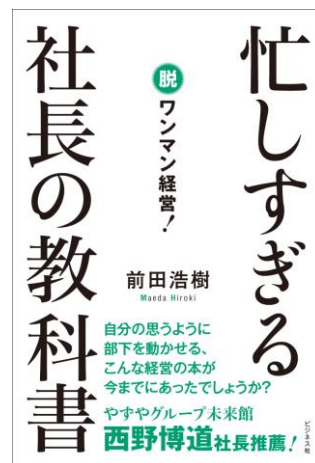 忙しすぎる
社長の教科書
脱ワンマン経営！
前田浩樹
Maeda Hiroki
自分の思うように
部下を動かせる、
こんな経営の本が
今までにあったでしょうか？
やすやグループ未来館
西野博道社長推薦！
ビジネス社